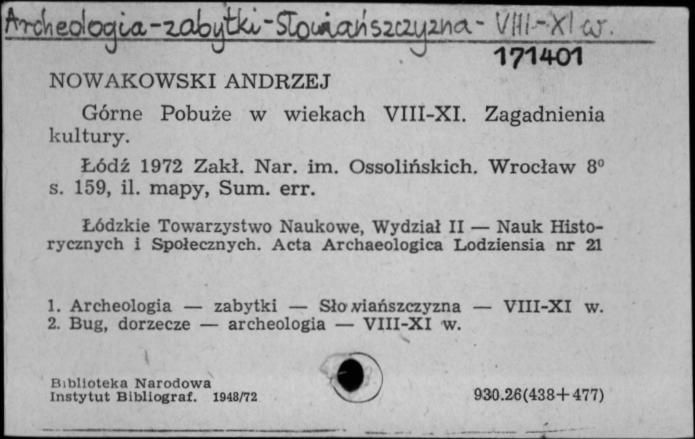 Archeologia-zabytki-Słowiańszczyzna- VIII-XI w.
171401
NOWAKOWSKI ANDRZEJ
Górne Pobuże w wiekach VIII-XI. Zagadnienia
kultury.
Łódź 1972 Zakł. Nar. im. Ossolińskich. Wrocław 8º
s. 159, il. mapy, Sum. err.
Łódzkie Towarzystwo Naukowe, Wydział II — Nauk Histo-
rycznych i Społecznych. Acta Archaeologica Lodziensia nr 21
1. Archeologia — zabytki — Słowiańszczyzna — VIII-XI w.
2. Bug, dorzecze — archeologia — VIII-XI w.
Biblioteka Narodowa
Instytut Bibliograf. 1948/72
930.26(438+477)